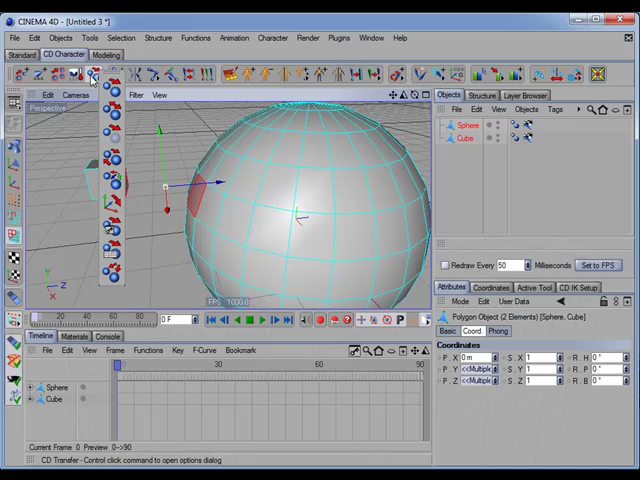 CINEMA 4D - [Untitled 3 *]
File Edit Objects Tools Selection Structure Functions Animation Character Render Plugins Window Help
Standard CD Character Modeling
Edit Cameras Filter View
Perspective
Y
Z
X
FPS : 1000.0
Objects Structure Layer Browser
File Edit View Objects Tags
Sphere
Cube
Redraw Every 50 Milliseconds Set to FPS
Attributes Coordinates Active Tool CD IK Setup
Mode Edit User Data
Polygon Object (2 Elements) [Sphere, Cube]
Basic Coord. Phong
Coordinates
P . X 0 m S . X 1 R . H 0 °
P . Y <<Multiple S . Y 1 R . P 0 °
P . Z <<Multiple S . Z 1 R . B 0 °
0 20 40 60 80 0 F
P
Timeline Materials Console
File Edit View Frame Functions Key F-Curve Bookmark
0 30 60 90
Sphere
Cube
Current Frame 0 Preview 0-->90
CD Transfer - Control click command to open options dialog